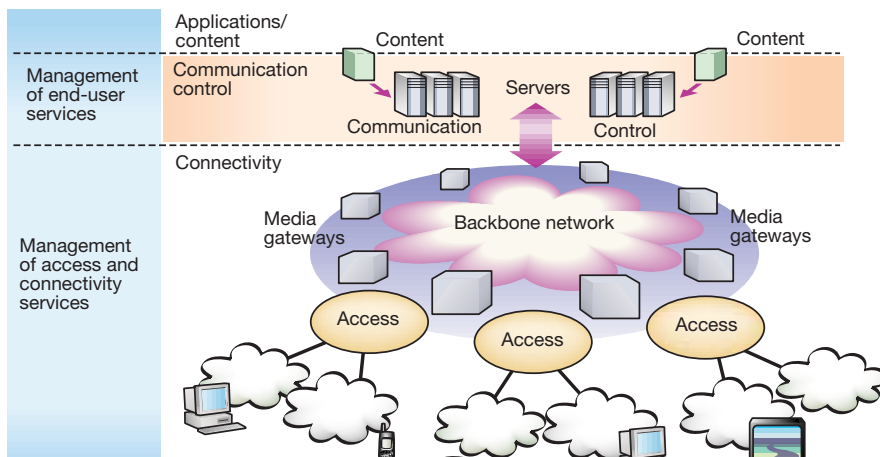 Applications/
content
Content
Content
Management
of end-user
services
Communication
control
Servers
Communication
Control
Connectivity
Media
gateways
Backbone network
Media
gateways
Management
of access and
connectivity
services
Access
Access
Access